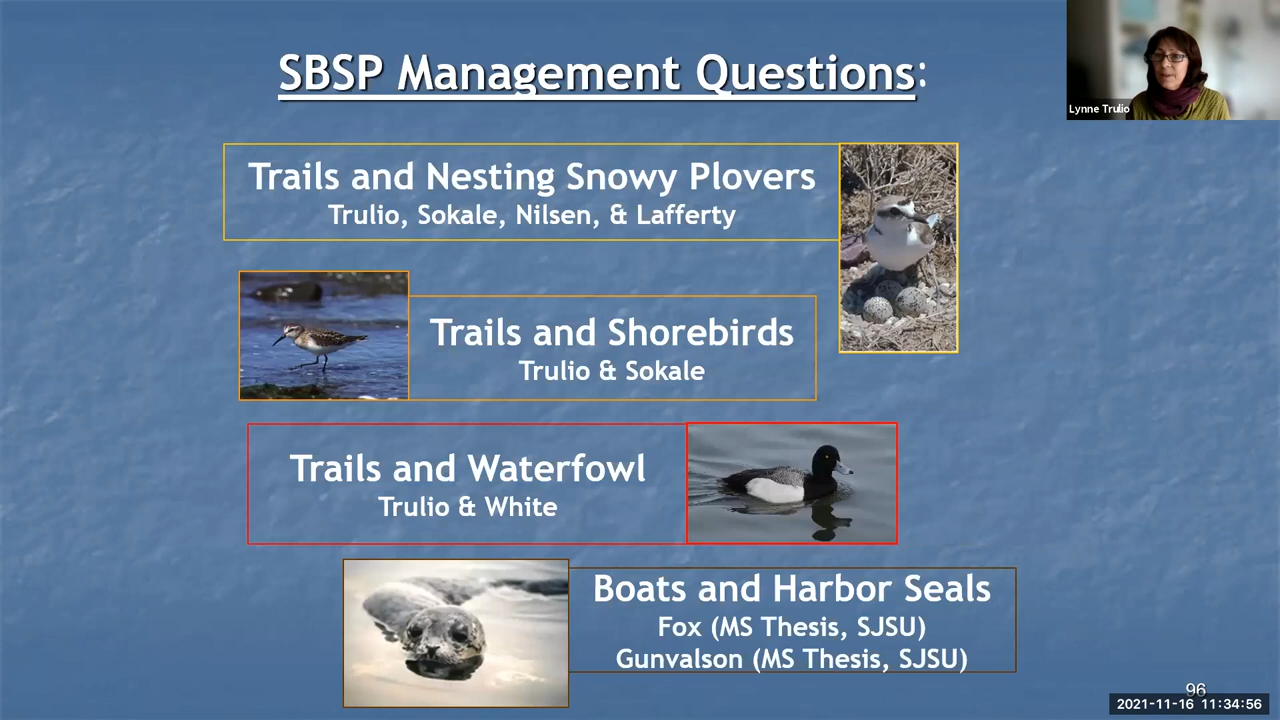 SBSP Management Questions:
Lynne Trulio
Trails and Nesting Snowy Plovers
Trulio, Sokale, Nilsen, & Lafferty
Trails and Shorebirds
Trulio & Sokale
Trails and Waterfowl
Trulio & White
Boats and Harbor Seals
Fox (MS Thesis, SJSU)
Gunvalson (MS Thesis, SJSU)
96
2021-11-16 11:34:56